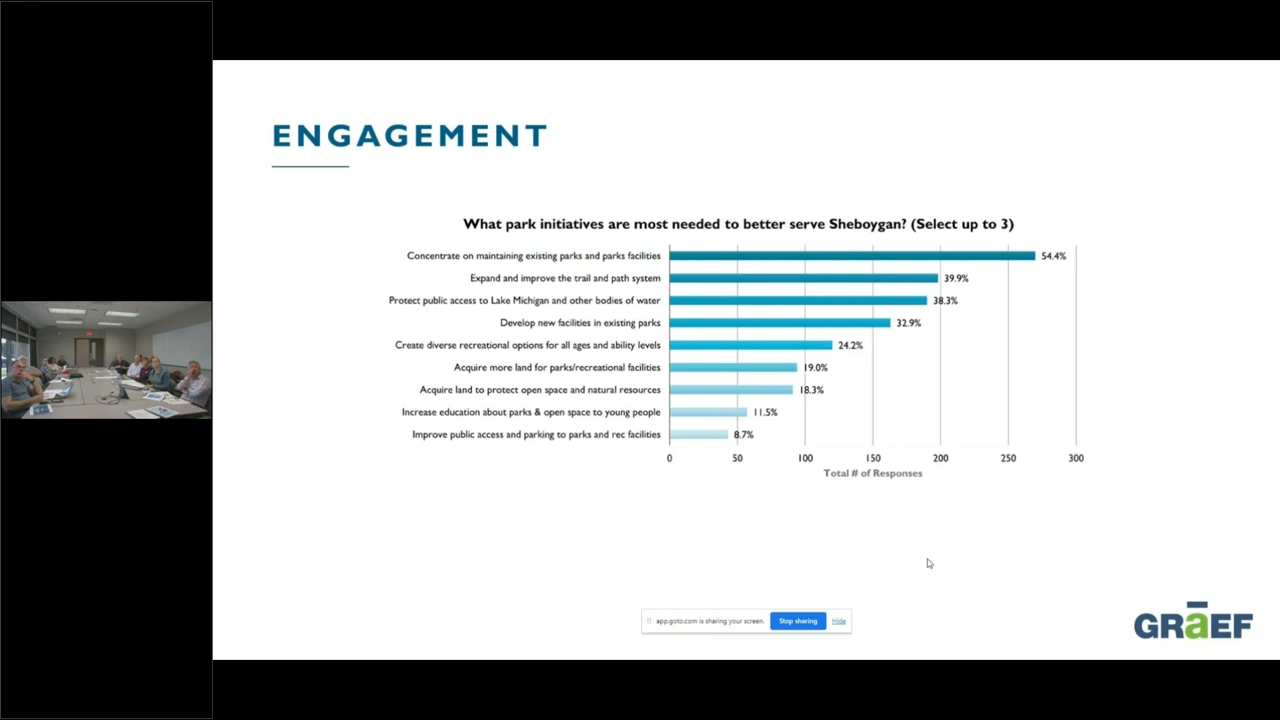 ENGAGEMENT
What park initiatives are most needed to better serve Sheboygan? (Select up to 3)
Concentrate on maintaining existing parks and parks facilities 54.4%
Expand and improve the trail and path system 39.9%
Protect public access to Lake Michigan and other bodies of water 38.3%
Develop new facilities in existing parks 32.9%
Create diverse recreational options for all ages and ability levels 24.2%
Acquire more land for parks/recreational facilities 19.0%
Acquire land to protect open space and natural resources 18.3%
Increase education about parks & open space to young people 11.5%
Improve public access and parking to parks and rec facilities 8.7%
0 50 100 150 200 250 300
Total # of Responses
app.goto.com is sharing your screen. Stop sharing Hide
GRāEF